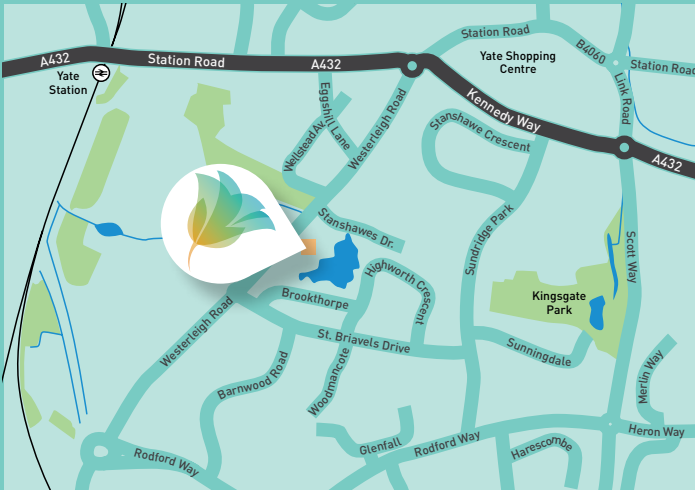 Station Road
A432
Station Road
A432
Yate
Station
Yate Shopping
Centre
B4060
Station Road
Link Road
Eggshill Lane
Wellstead Av.
Westerleigh Road
Kennedy Way
Stanshawe Crescent
A432
Stanshawes Dr.
Sundridge Park
Scott Way
Highworth Crescent
Brookthorpe
Kingsgate
Park
Westerleigh Road
St. Briavels Drive
Sunningdale
Barnwood Road
Woodmancote
Merlin Way
Glenfall
Rodford Way
Harescombe
Heron Way
Rodford Way